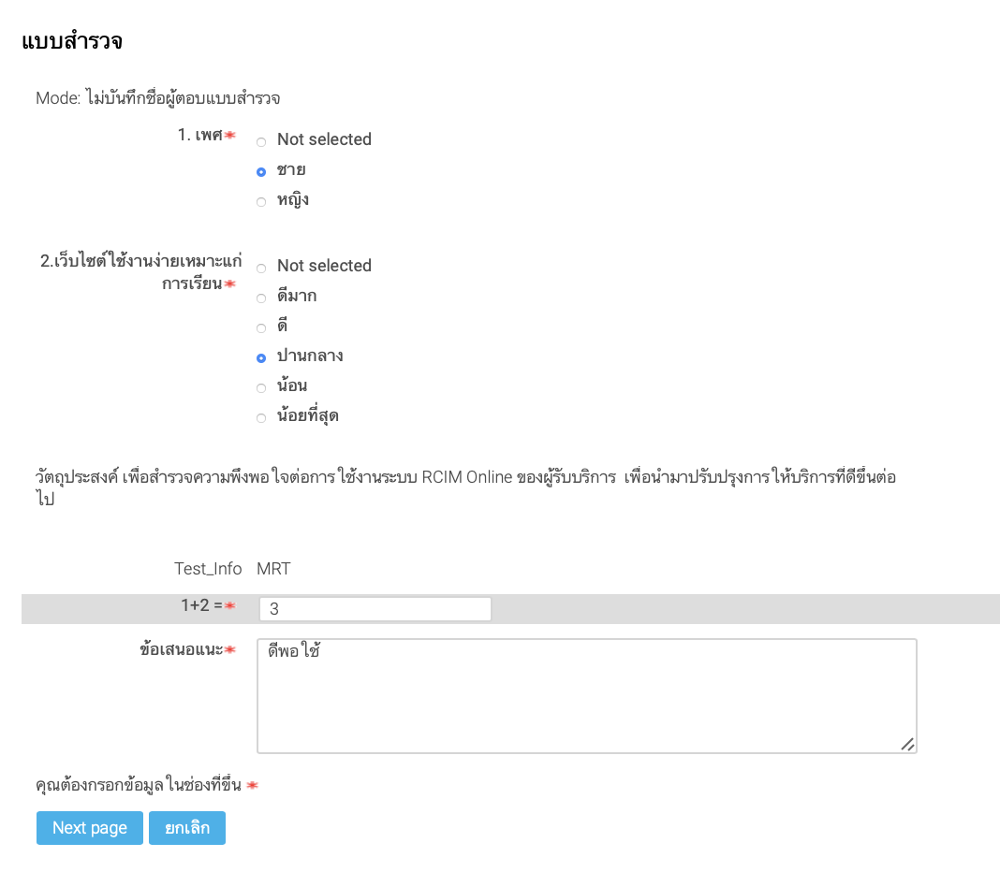 แบบสำรวจ
Mode: ไม่บันทึกชื่อผู้ตอบแบบสำรวจ
1. เพศ*
Not selected
ชาย
หญิง
2.เว็บไซต์ใช้งานง่ายเหมาะแก่
การเรียน*
Not selected
ดีมาก
ดี
ปานกลาง
น้อน
น้อยที่สุด
วัตถุประสงค์ เพื่อสำรวจความพึงพอใจต่อการใช้งานระบบ RCIM Online ของผู้รับบริการ เพื่อนำมาปรับปรุงการให้บริการที่ดีขึ้นต่อ
ไป
Test_Info MRT
1+2 =* 3
ข้อเสนอแนะ* ดีพอใช้
คุณต้องกรอกข้อมูลในช่องที่ขึ้น *
Next page ยกเลิก